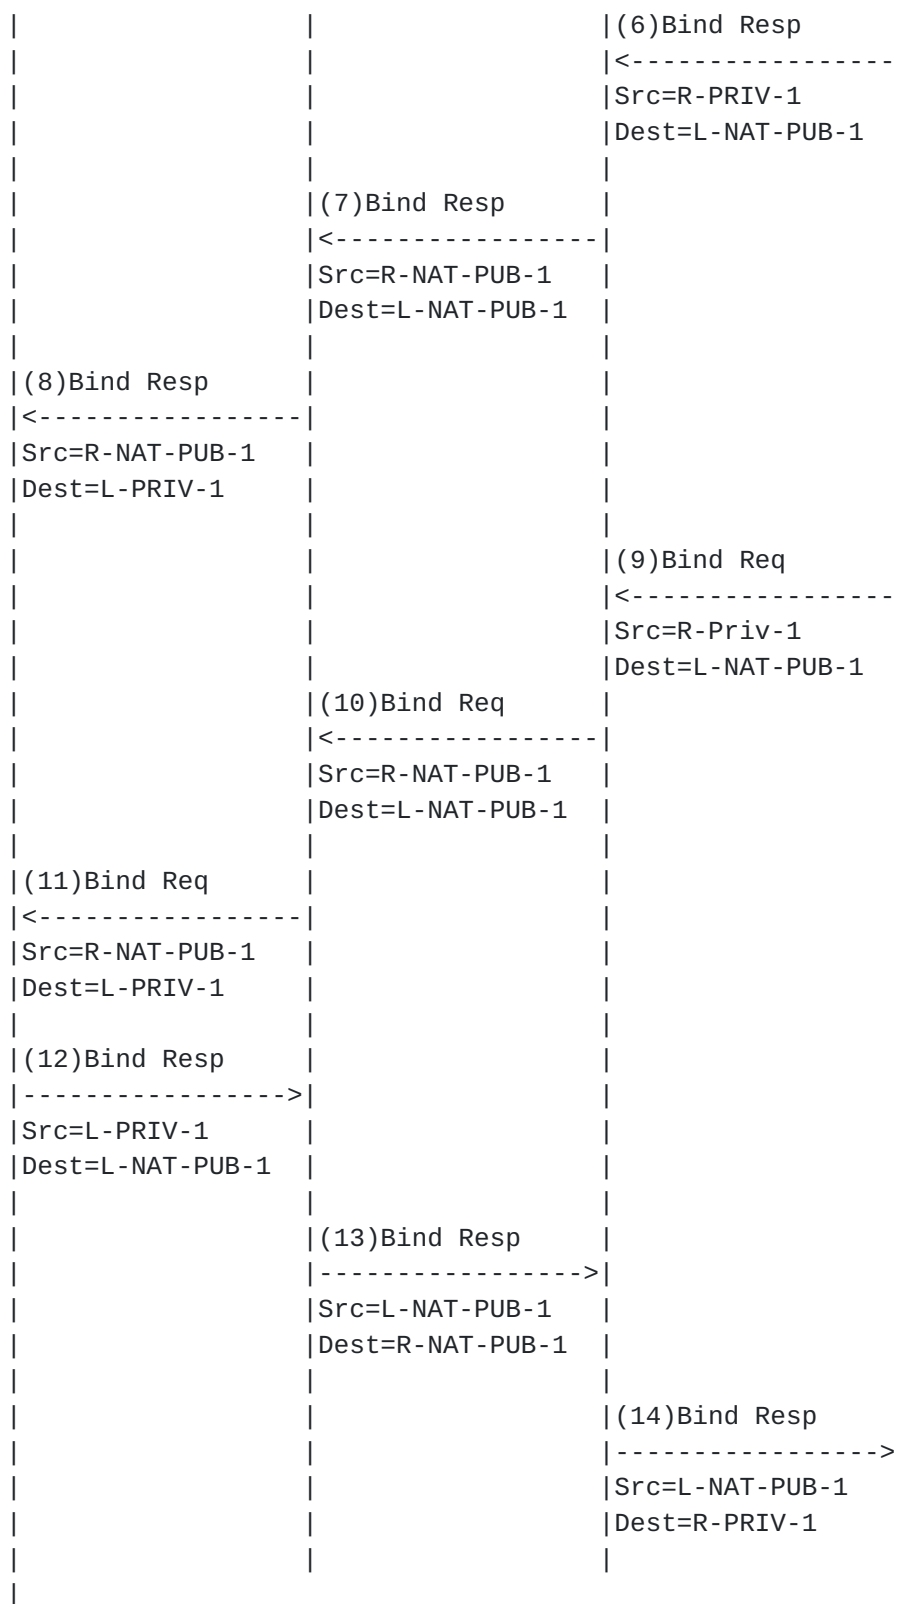 |                  |                  |(6)Bind Resp
|                  |                  |<-----------------
|                  |                  |Src=R-PRIV-1
|                  |                  |Dest=L-NAT-PUB-1
|                  |                  |
|                  |(7)Bind Resp      |
|                  |<-----------------|
|                  |Src=R-NAT-PUB-1   |
|                  |Dest=L-NAT-PUB-1  |
|                  |                  |
|(8)Bind Resp      |                  |
|<-----------------|                  |
|Src=R-NAT-PUB-1   |                  |
|Dest=L-PRIV-1     |                  |
|                  |                  |
|                  |                  |(9)Bind Req
|                  |                  |<-----------------
|                  |                  |Src=R-Priv-1
|                  |                  |Dest=L-NAT-PUB-1
|                  |(10)Bind Req      |
|                  |<-----------------|
|                  |Src=R-NAT-PUB-1   |
|                  |Dest=L-NAT-PUB-1  |
|                  |                  |
|(11)Bind Req      |                  |
|<-----------------|                  |
|Src=R-NAT-PUB-1   |                  |
|Dest=L-PRIV-1     |                  |
|                  |                  |
|(12)Bind Resp     |                  |
|----------------->|                  |
|Src=L-PRIV-1      |                  |
|Dest=L-NAT-PUB-1  |                  |
|                  |                  |
|                  |(13)Bind Resp     |
|                  |----------------->|
|                  |Src=L-NAT-PUB-1   |
|                  |Dest=R-NAT-PUB-1  |
|                  |                  |
|                  |                  |(14)Bind Resp
|                  |                  |----------------->
|                  |                  |Src=L-NAT-PUB-1
|                  |                  |Dest=R-PRIV-1
|                  |                  |
|